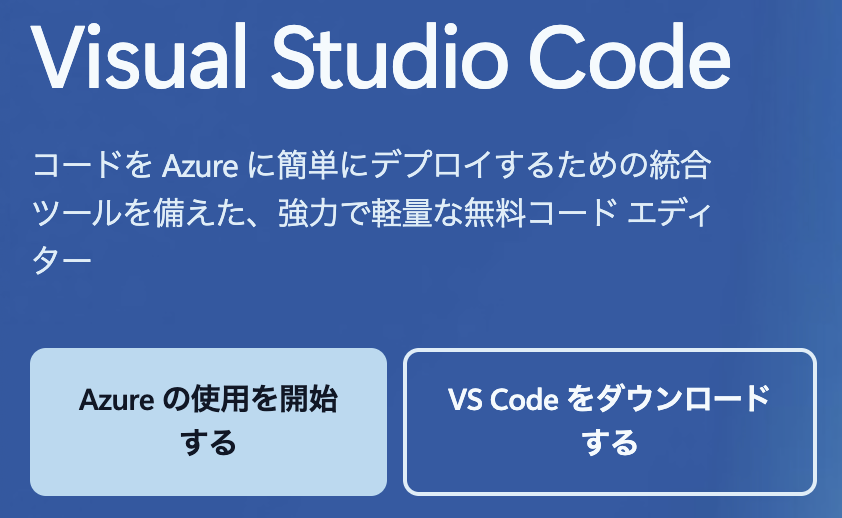 Visual Studio Code
コードを Azure に簡単にデプロイするための統合
ツールを備えた、強力で軽量な無料コード エディ
ター
Azure の使用を開始
する
VS Code をダウンロード
する